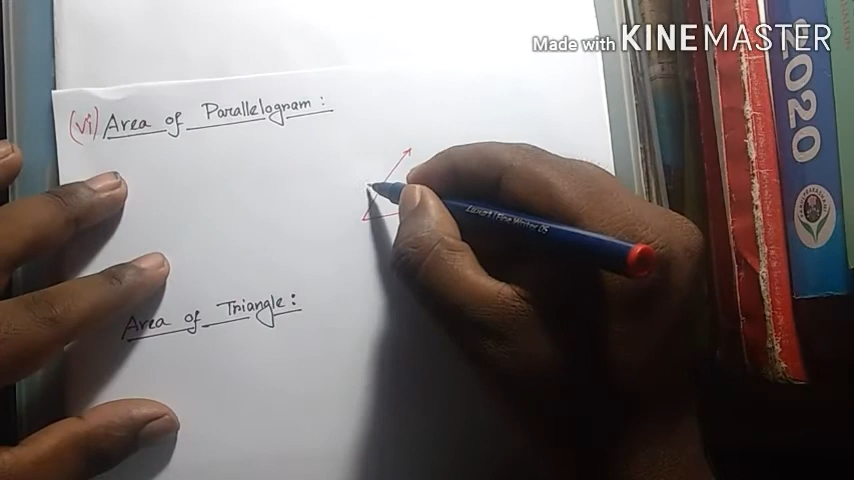 Made with KINEMASTER
(vi) Area of Parallelogram:
Area of Triangle:
2020